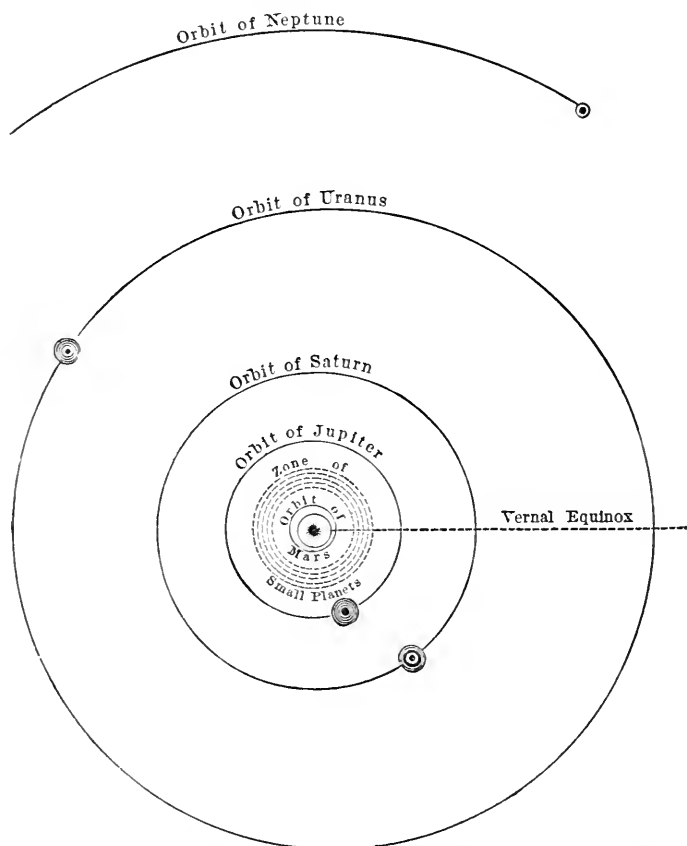 Orbit of Neptune
Orbit of Uranus
Orbit of Saturn
Orbit of Jupiter
Zone of
Orbit of
Mars
Small Planets
Vernal Equinox